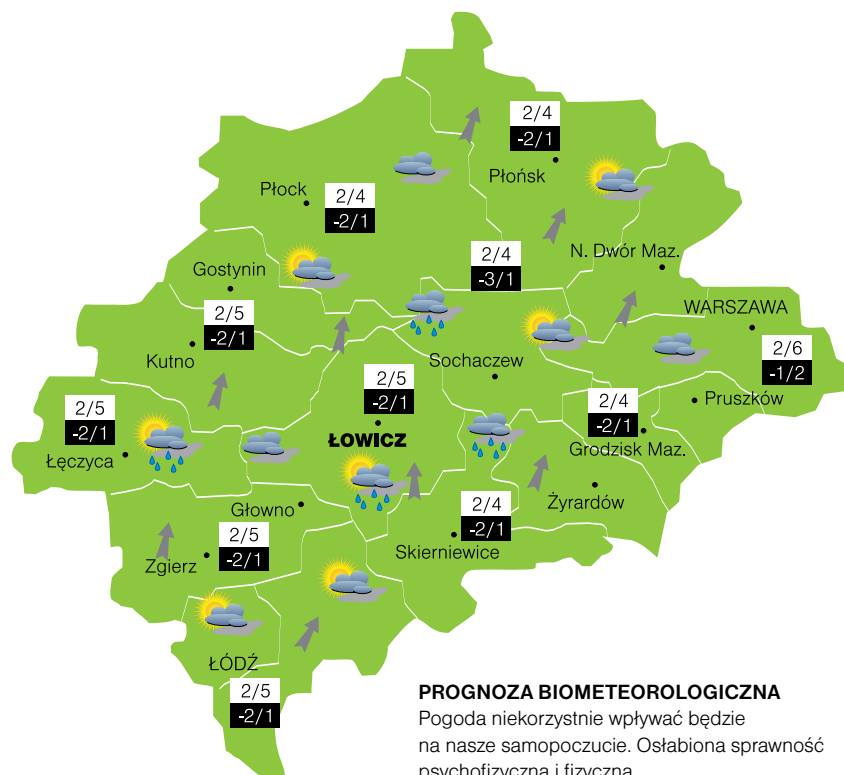 2/4
-2/1
Płońsk
Płock
2/4
-2/1
2/4
-3/1
N. Dwór Maz.
Gostynin
WARSZAWA
2/5
-2/1
Kutno
2/6
-1/2
Sochaczew
2/5
-2/1
ŁOWICZ
2/4
-2/1
Pruszków
2/5
-2/1
Łęczyca
Grodzisk Maz.
Żyrardów
Głowno
2/4
-2/1
Skierniewice
2/5
-2/1
Zgierz
ŁÓDŹ
2/5
-2/1
PROGNOZA BIOMETEOROLOGICZNA
Pogoda niekorzystnie wpływać będzie
na nasze samopoczucie. Osłabiona sprawność
psychofizyczna i fizyczna